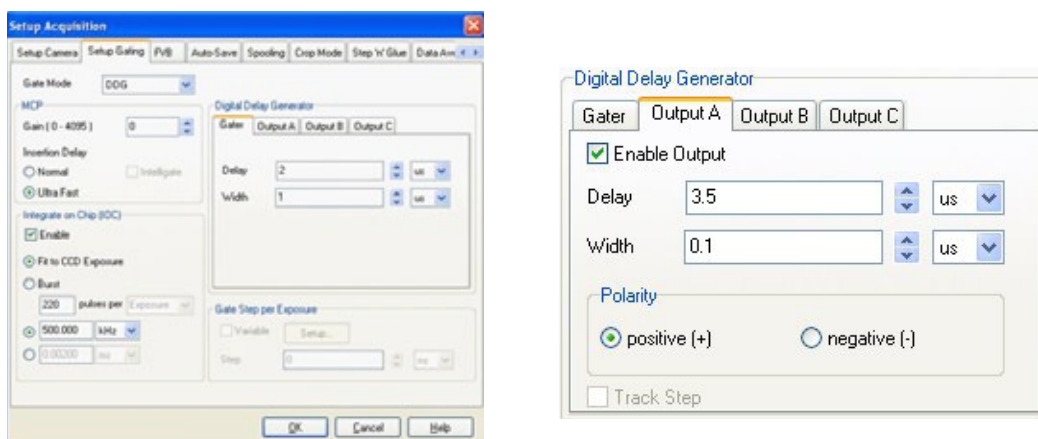 Setup Acquisition
Setup Camera Setup Gating FVB Auto-Save Spooling Crop Mode Step 'n' Glue
Gate Mode DDG
MCP
Gain ( 0 - 4095 ) 0
Insertion Delay
Normal Intelligate
Ultra Fast
Integrate on Chip (IOC)
Enable
Fit to CCD Exposure
Burst
220 pulses per Exposure
500.000 kHz
0.00200
Digital Delay Generator
Gater Output A Output B Output C
Delay 2 us
Width 1 us
Gate Step per Exposure
Variable Setup...
Step 0
OK Cancel Help
Digital Delay Generator
Gater Output A Output B Output C
Enable Output
Delay 3.5 us
Width 0.1 us
Polarity
positive (+) negative (-)
Track Step